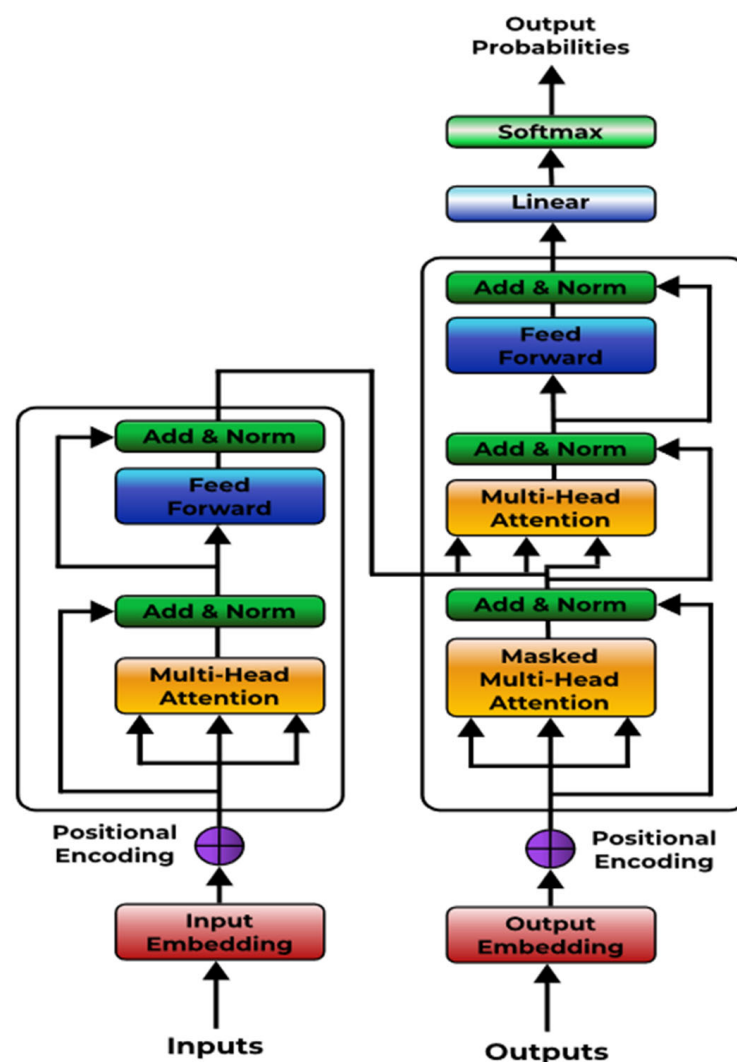 Output
Probabilities
Softmax
Linear
Add & Norm
Feed
Forward
Add & Norm
Multi-Head
Attention
Add & Norm
Masked
Multi-Head
Attention
Positional
Encoding
Output
Embedding
Outputs
Add & Norm
Feed
Forward
Add & Norm
Multi-Head
Attention
Positional
Encoding
Input
Embedding
Inputs